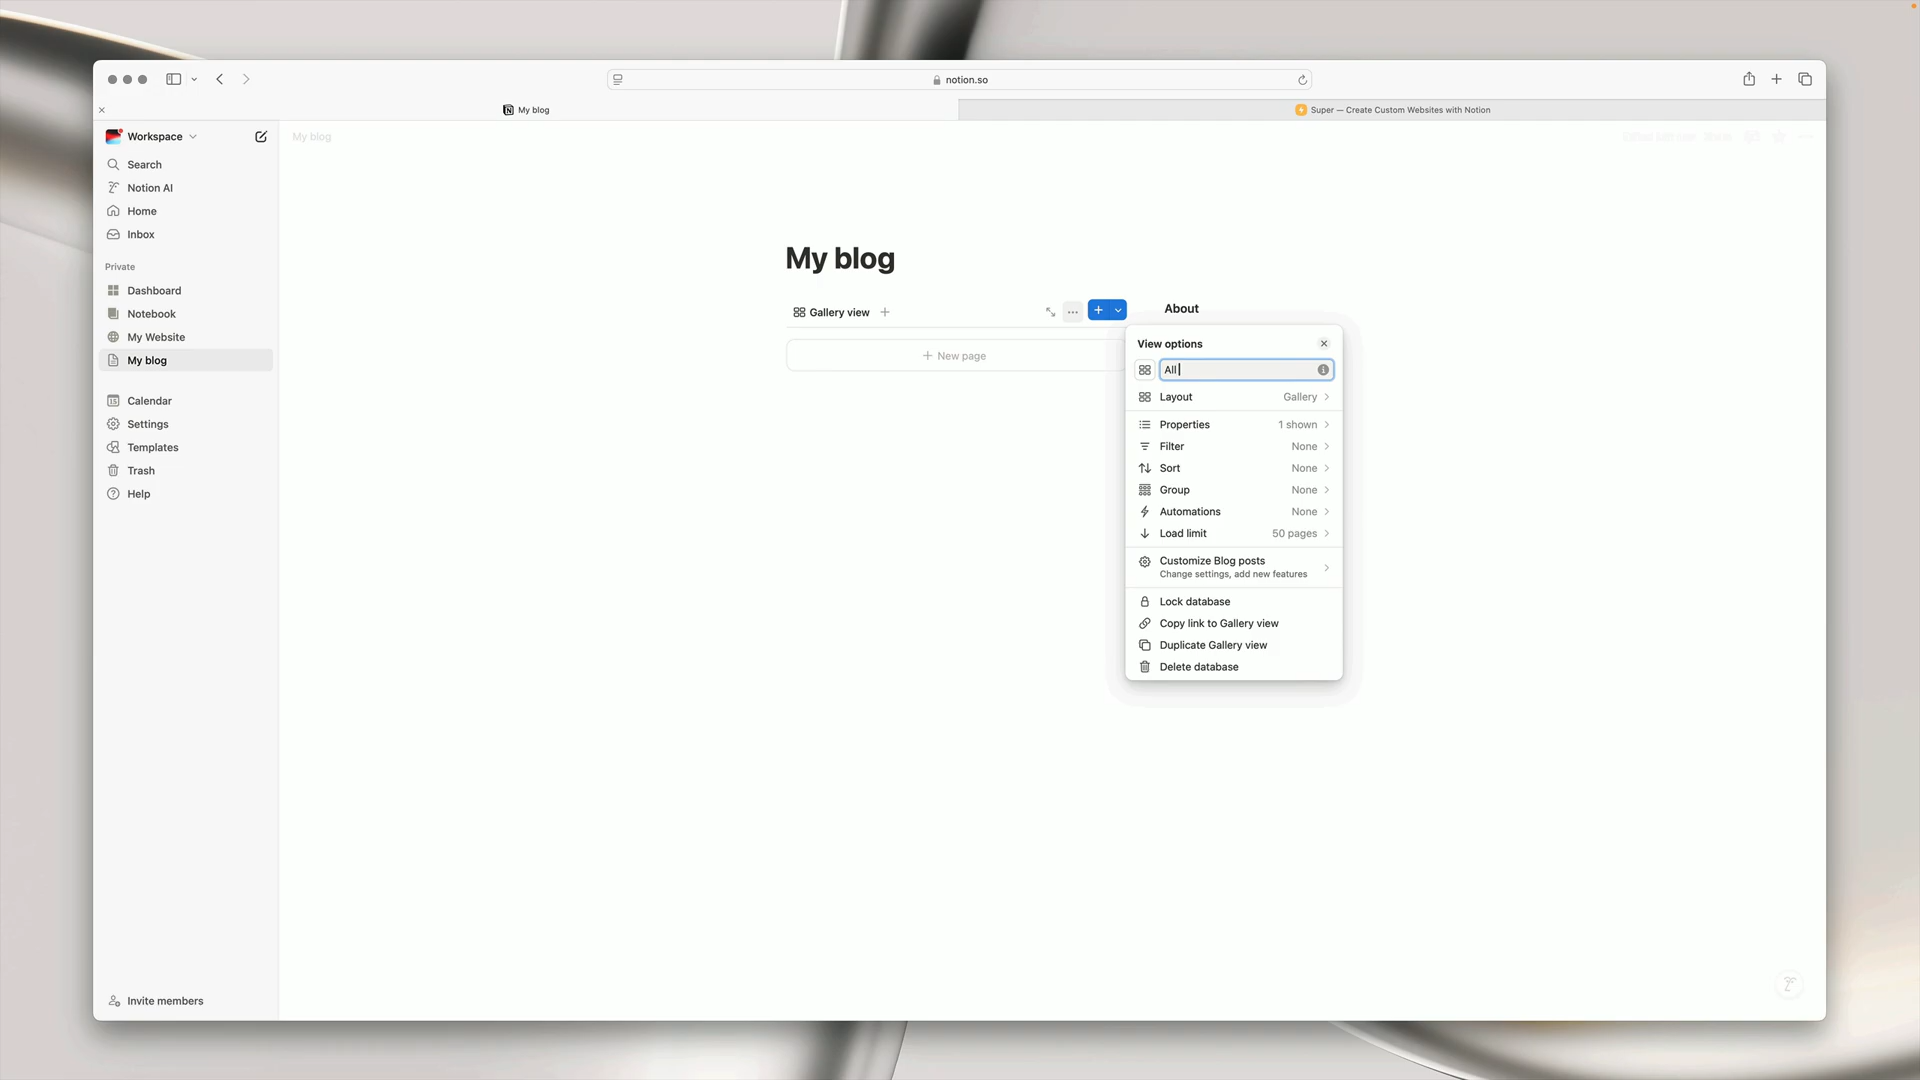 notion.so
My blog
Super — Create Custom Websites with Notion
Workspace
Search
Notion AI
Home
Inbox
Private
Dashboard
Notebook
My Website
My blog
Calendar
Settings
Templates
Trash
Help
Invite members
My blog
My blog
Gallery view
New page
About
View options
All
Layout Gallery
Properties 1 shown
Filter None
Sort None
Group None
Automations None
Load limit 50 pages
Customize Blog posts
Change settings, add new features
Lock database
Copy link to Gallery view
Duplicate Gallery view
Delete database